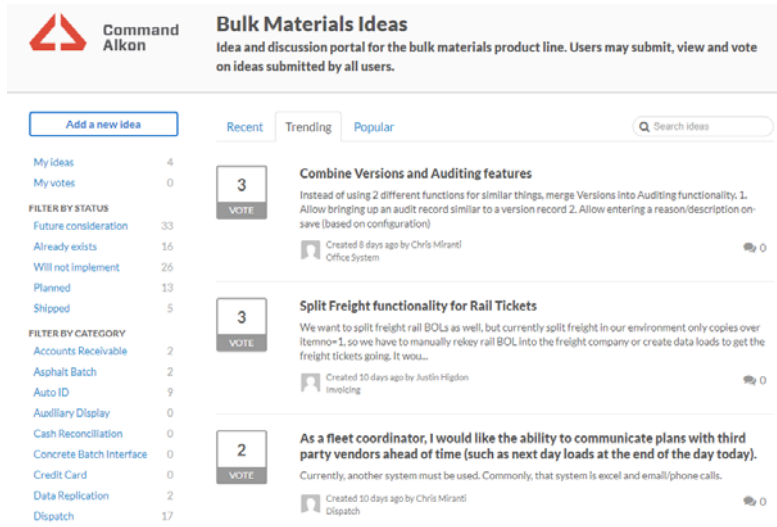 Command
Alkon
Bulk Materials Ideas
Idea and discussion portal for the bulk materials product line. Users may submit, view and vote
on ideas submitted by all users.
Add a new idea
My ideas 4
My votes 0
FILTER BY STATUS
Future consideration 33
Already exists 16
Will not implement 26
Planned 13
Shipped 5
FILTER BY CATEGORY
Accounts Receivable 2
Asphalt Batch 2
Auto ID 9
Auxiliary Display 0
Cash Reconciliation 0
Concrete Batch Interface 0
Credit Card 0
Data Replication 2
Dispatch 17
Recent Trending Popular
Search ideas
3
VOTE
Combine Versions and Auditing features
Instead of using 2 different functions for similar things, merge Versions into Auditing functionality. 1.
Allow bringing up an audit record similar to a version record 2. Allow entering a reason/description on-
save (based on configuration)
Created 8 days ago by Chris Miranti
Office System
0
3
VOTE
Split Freight functionality for Rail Tickets
We want to split freight rail BOLs as well, but currently split freight in our environment only copies over
itemno=1, so we have to manually rekey rail BOL into the freight company or create data loads to get the
freight tickets going. It wou...
Created 10 days ago by Justin Higdon
Invoicing
0
2
VOTE
As a fleet coordinator, I would like the ability to communicate plans with third
party vendors ahead of time (such as next day loads at the end of the day today).
Currently, another system must be used. Commonly, that system is excel and email/phone calls.
Created 10 days ago by Chris Miranti
Dispatch
0